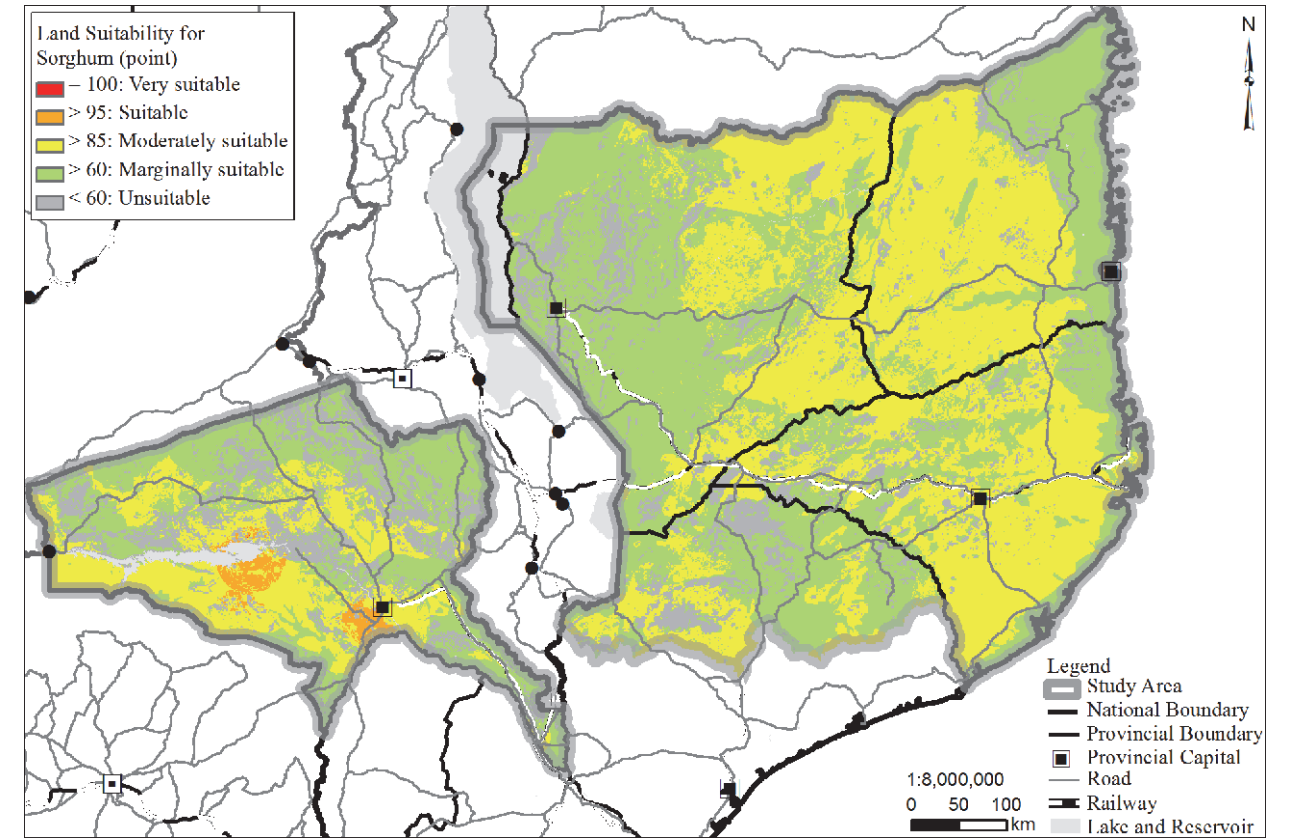 Land Suitability for
Sorghum (point)
– 100: Very suitable
> 95: Suitable
> 85: Moderately suitable
> 60: Marginally suitable
< 60: Unsuitable
N
Legend
Study Area
National Boundary
Provincial Boundary
Provincial Capital
Road
Railway
Lake and Reservoir
1:8,000,000
0 50 100
km